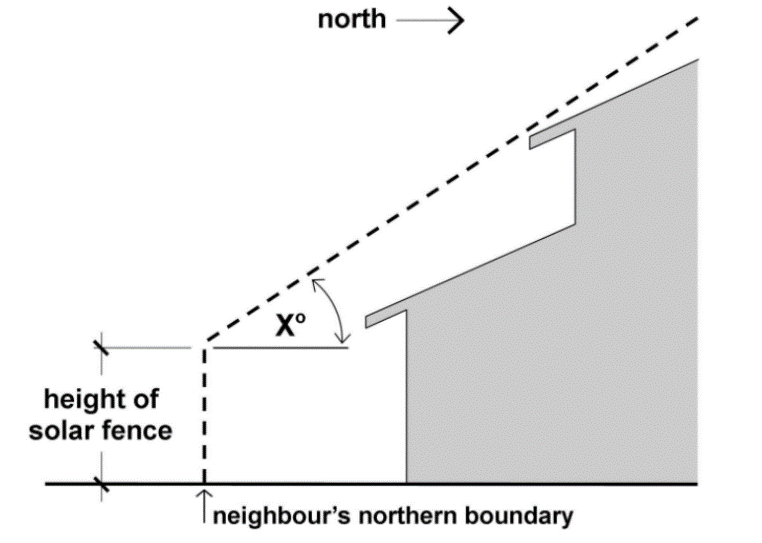 north
X°
height of
solar fence
neighbour's northern boundary